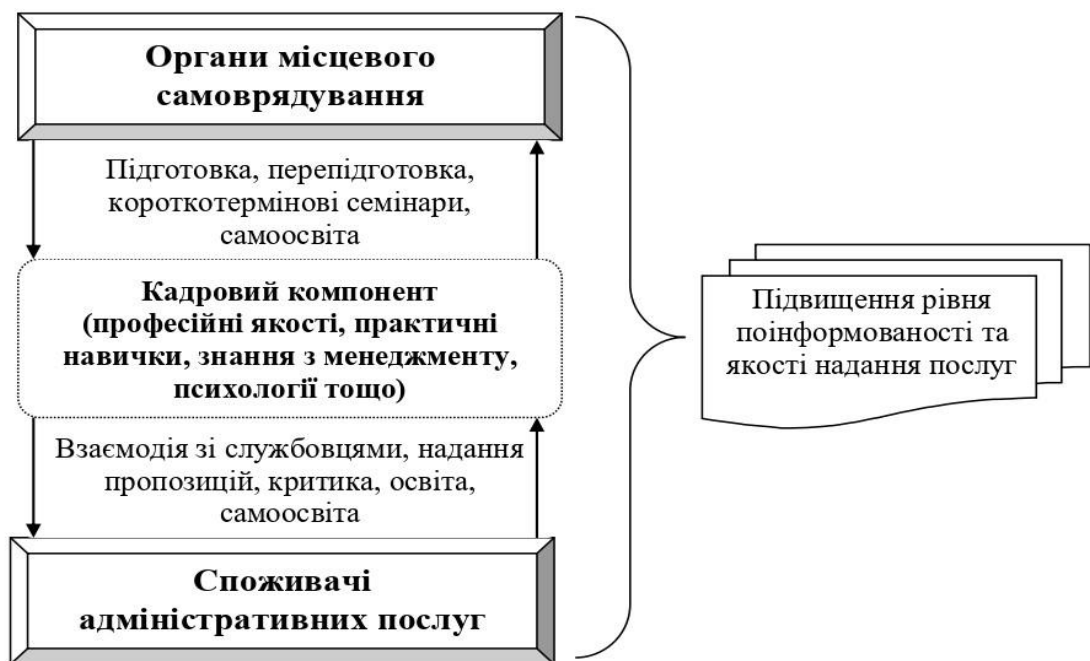 Органи місцевого
самоврядування
Підготовка, перепідготовка,
короткотермінові семінари,
самоосвіта
Кадровий компонент
(професійні якості, практичні
навички, знання з менеджменту,
психології тощо)
Взаємодія зі службовцями, надання
пропозицій, критика, освіта,
самоосвіта
Споживачі
адміністративних послуг
Підвищення рівня
поінформованості та
якості надання послуг